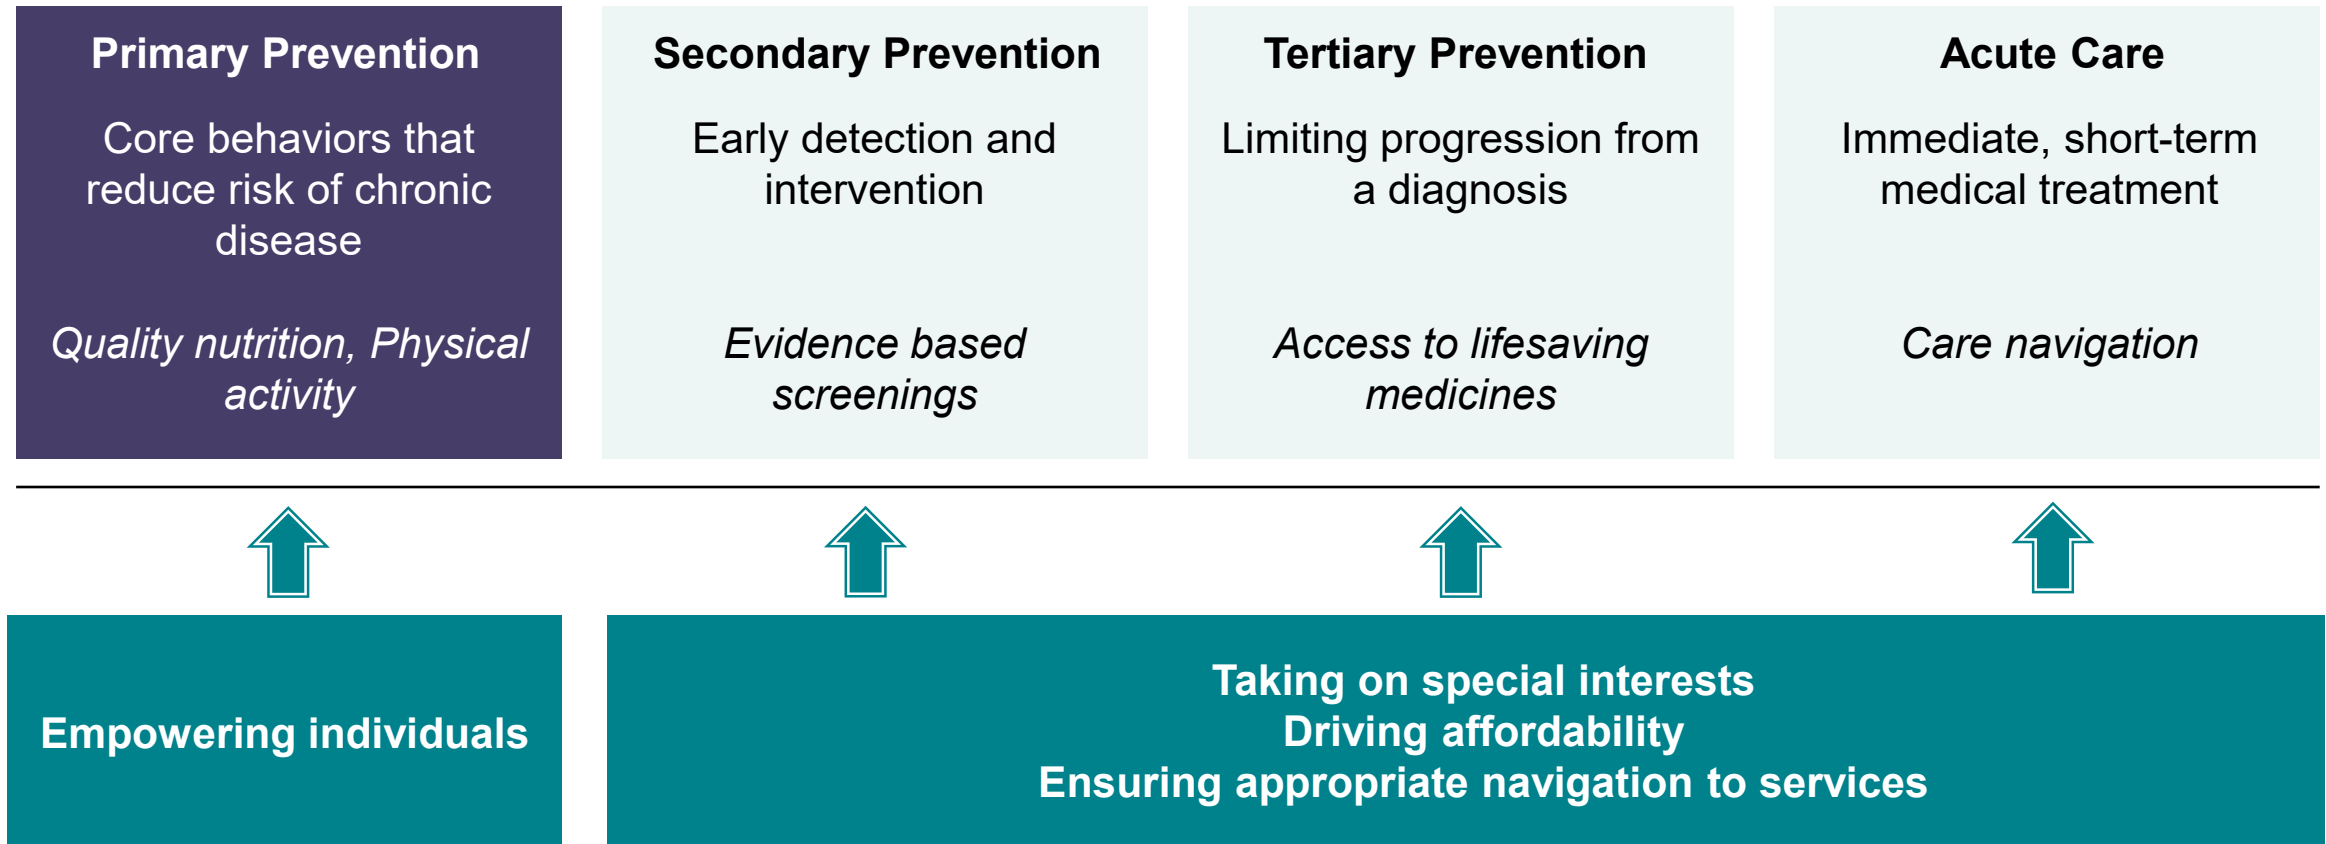 Primary Prevention
Core behaviors that
reduce risk of chronic
disease
Quality nutrition, Physical
activity
Secondary Prevention
Early detection and
intervention
Evidence based
screenings
Tertiary Prevention
Limiting progression from
a diagnosis
Access to lifesaving
medicines
Acute Care
Immediate, short-term
medical treatment
Care navigation
Empowering individuals
Taking on special interests
Driving affordability
Ensuring appropriate navigation to services